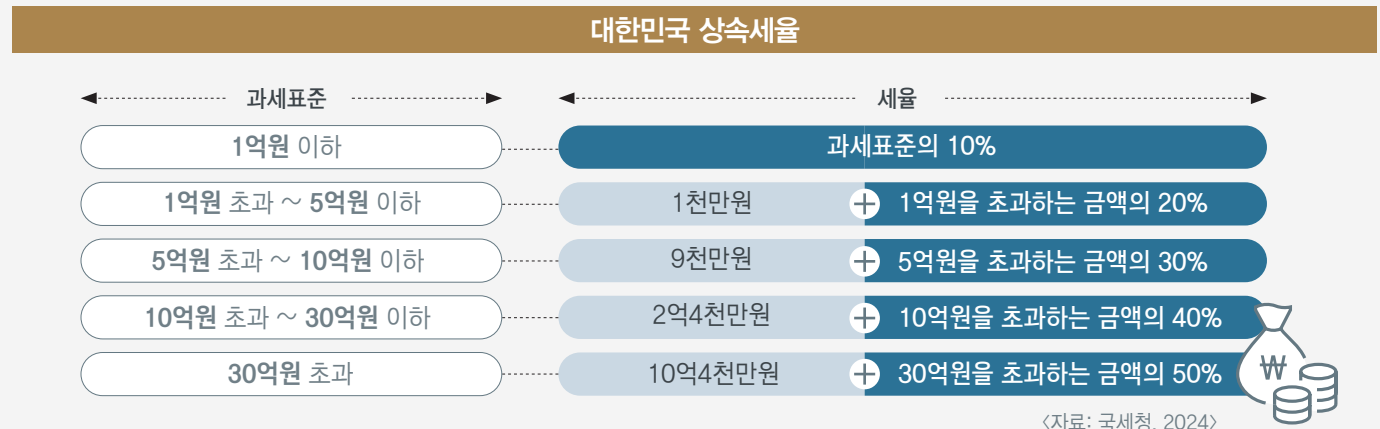 대한민국 상속세율
과세표준 세율
1억원 이하 과세표준의 10%
1억원 초과 ~ 5억원 이하 1천만원 + 1억원을 초과하는 금액의 20%
5억원 초과 ~ 10억원 이하 9천만원 + 5억원을 초과하는 금액의 30%
10억원 초과 ~ 30억원 이하 2억4천만원 + 10억원을 초과하는 금액의 40%
30억원 초과 10억4천만원 + 30억원을 초과하는 금액의 50%
₩
〈자료: 국세청, 2024〉